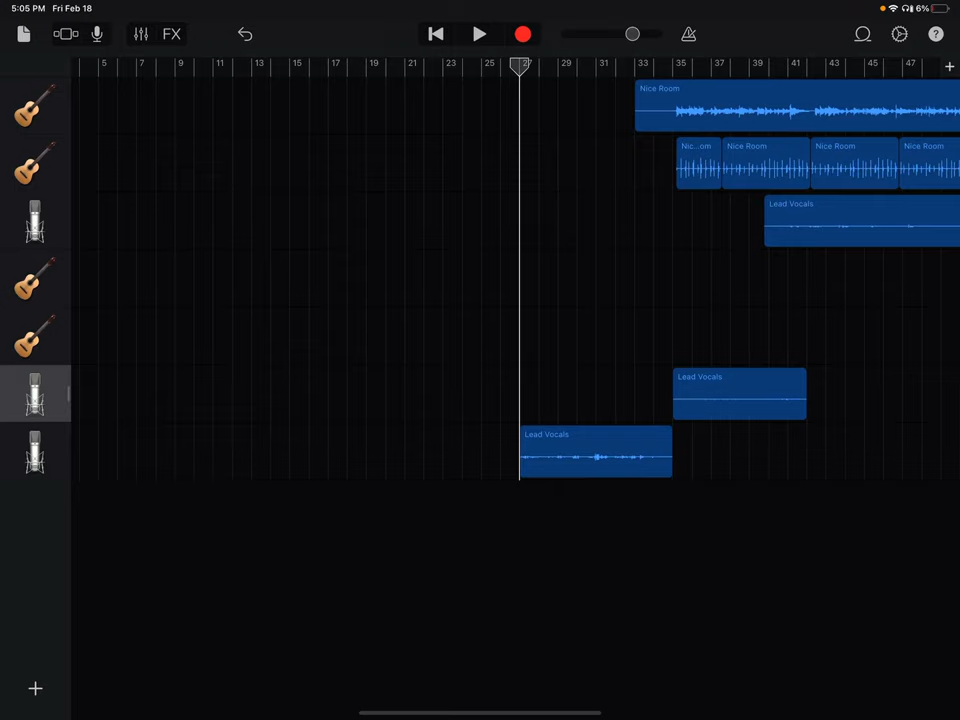 5:05 PM Fri Feb 18 6%
FX
5 7 9 11 13 15 17 19 21 23 25 27 29 31 33 35 37 39 41 43 45 47
Nice Room
Nic...om Nice Room Nice Room Nice Room
Lead Vocals
Lead Vocals
Lead Vocals